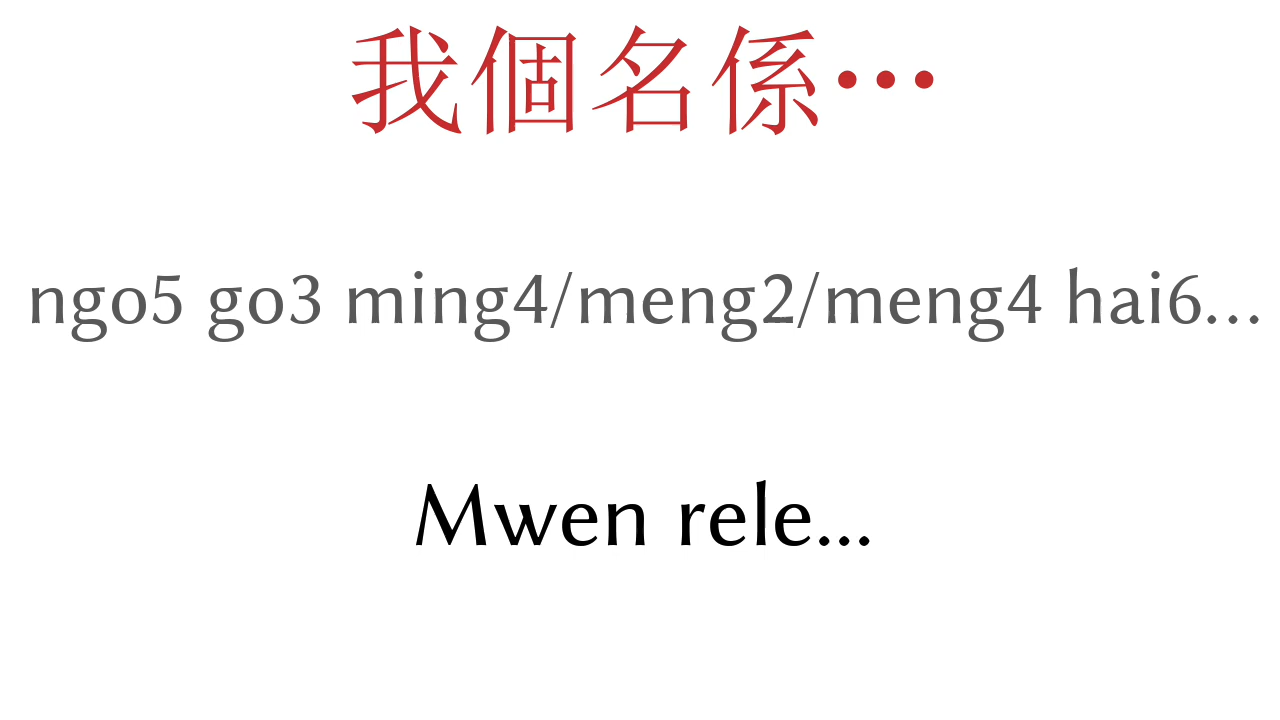 我個名係…
ngo5 go3 ming4/meng2/meng4 hai6…
Mwen rele...